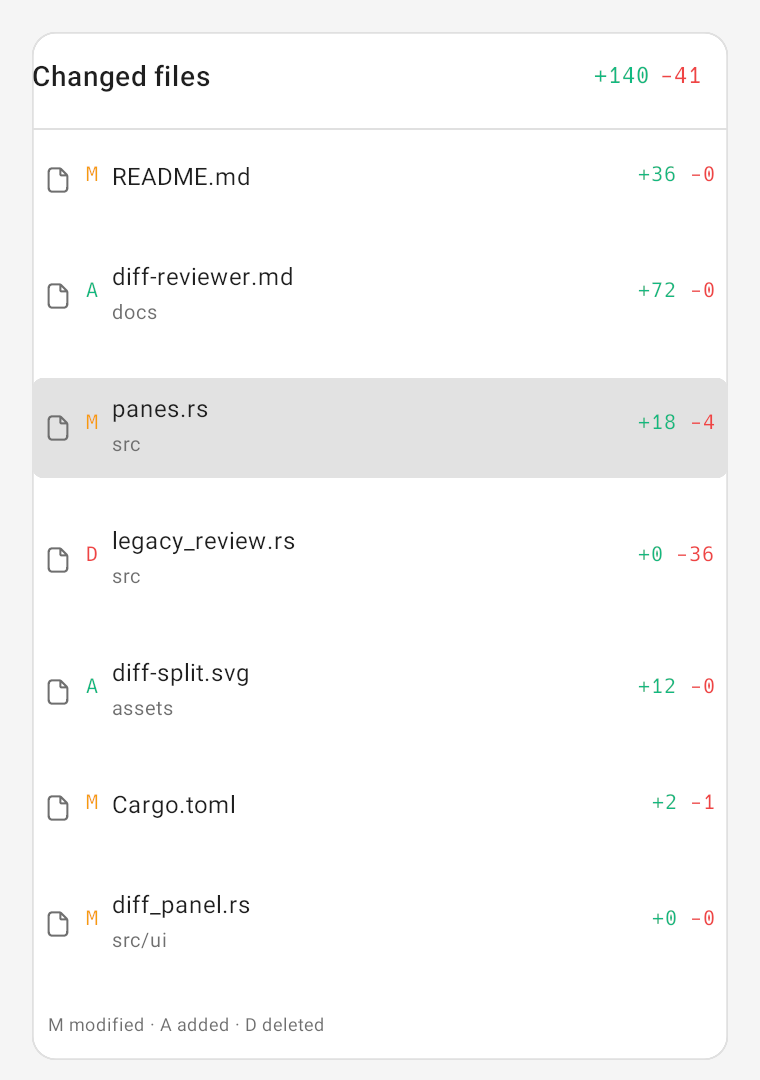 Changed files +140 -41
M README.md +36 -0
A diff-reviewer.md +72 -0
docs
M panes.rs +18 -4
src
D legacy_review.rs +0 -36
src
A diff-split.svg +12 -0
assets
M Cargo.toml +2 -1
M diff_panel.rs +0 -0
src/ui
M modified · A added · D deleted